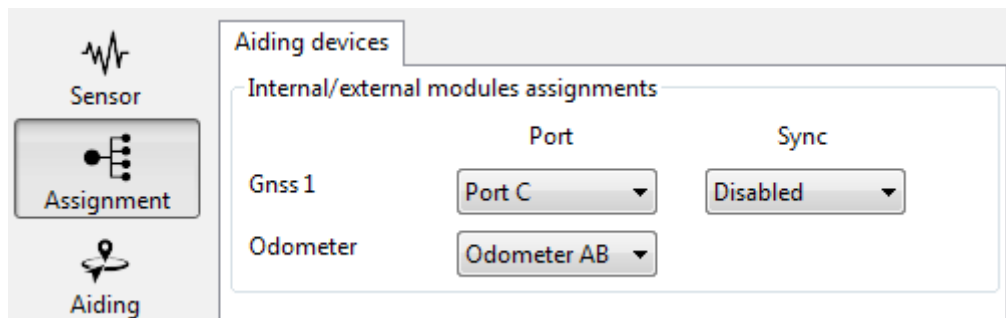 Sensor
Assignment
Aiding
Aiding devices
Internal/external modules assignments
Port Sync
Gnss 1 Port C Disabled
Odometer Odometer AB